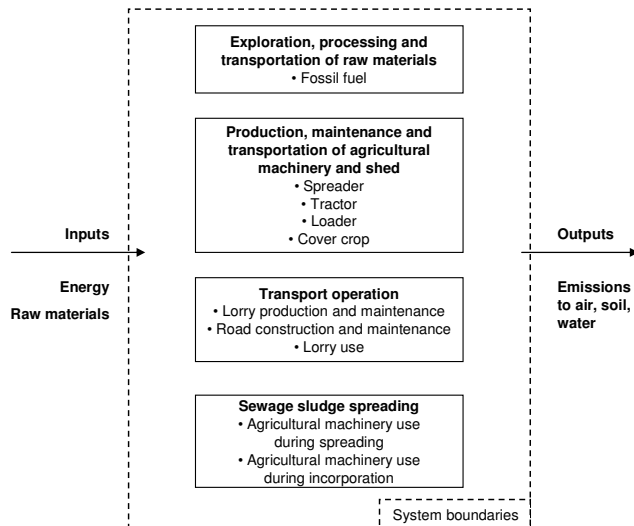 Exploration, processing and
transportation of raw materials
• Fossil fuel
Production, maintenance and
transportation of agricultural
machinery and shed
• Spreader
• Tractor
• Loader
• Cover crop
Inputs
Energy
Raw materials
Outputs
Emissions
to air, soil,
water
Transport operation
• Lorry production and maintenance
• Road construction and maintenance
• Lorry use
Sewage sludge spreading
• Agricultural machinery use
during spreading
• Agricultural machinery use
during incorporation
System boundaries